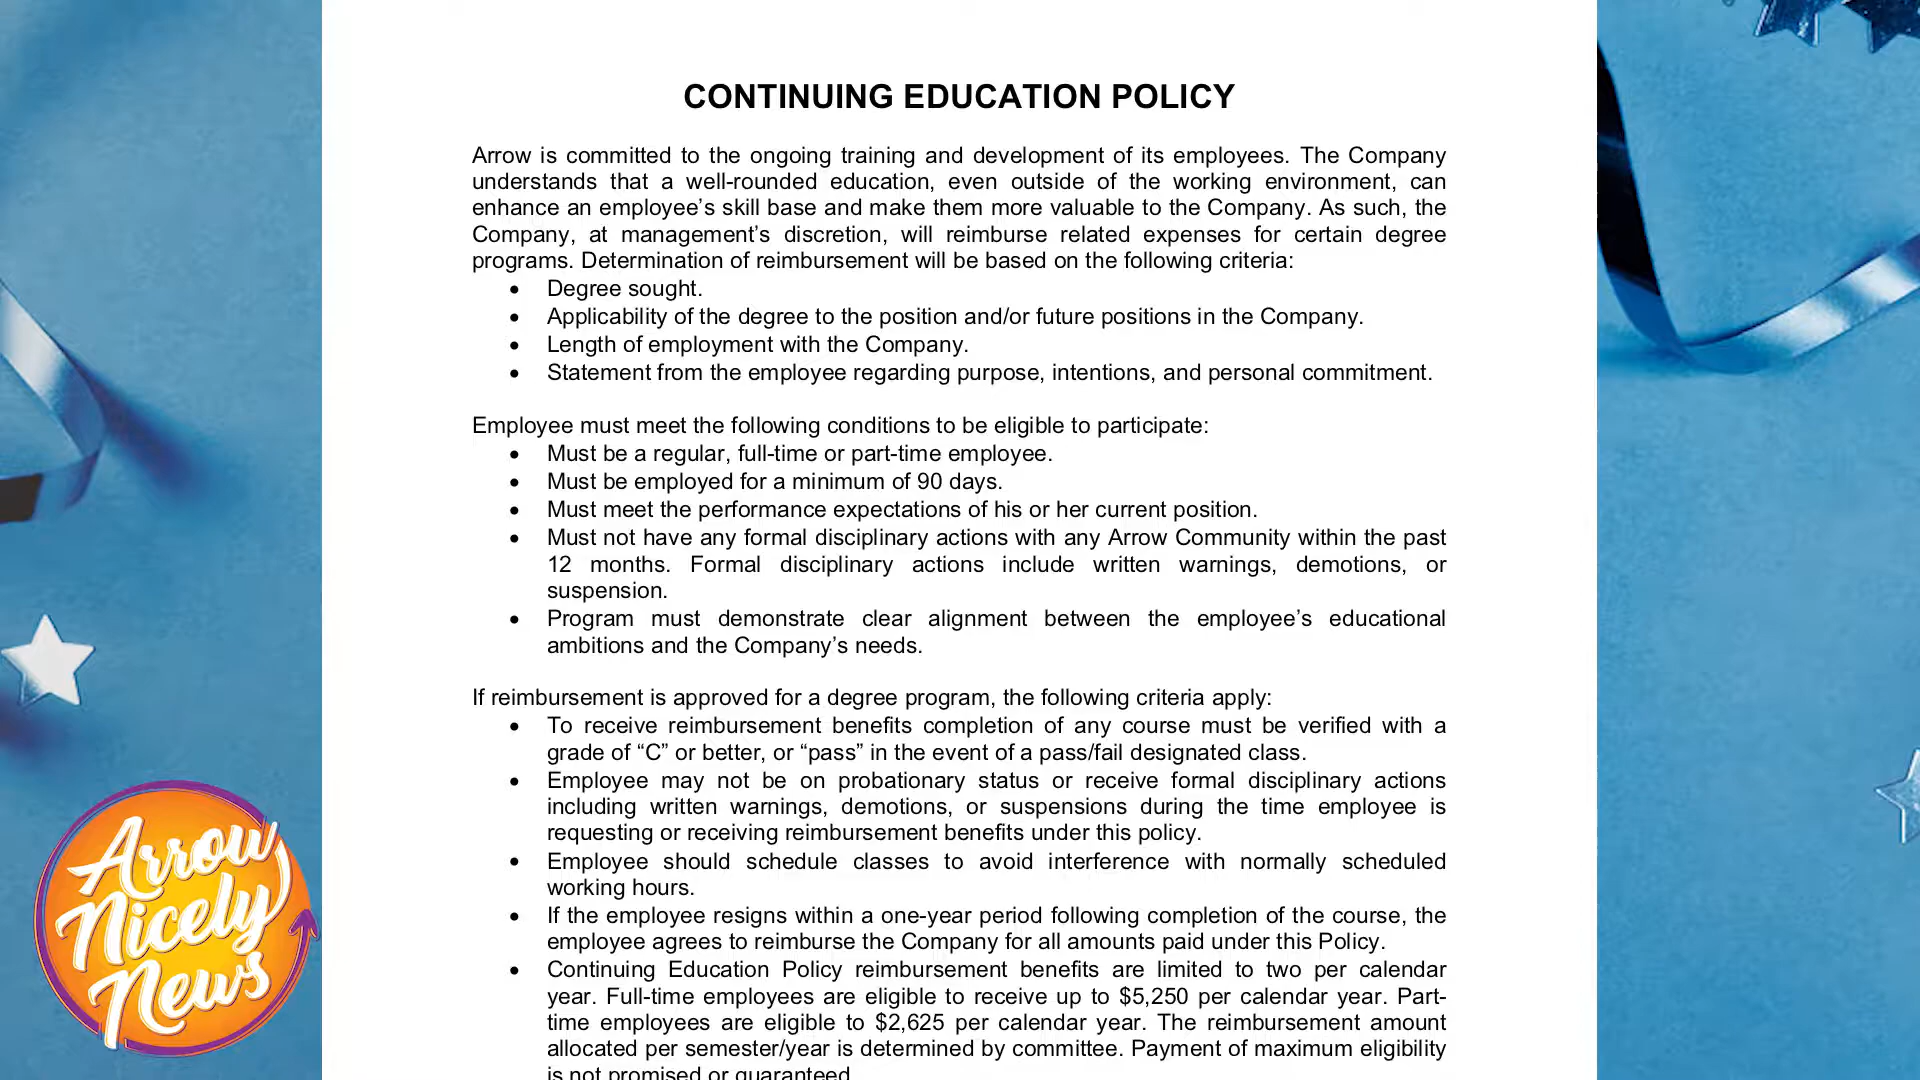 CONTINUING EDUCATION POLICY
Arrow is committed to the ongoing training and development of its employees. The Company
understands that a well-rounded education, even outside of the working environment, can
enhance an employee’s skill base and make them more valuable to the Company. As such, the
Company, at management’s discretion, will reimburse related expenses for certain degree
programs. Determination of reimbursement will be based on the following criteria:
• Degree sought.
• Applicability of the degree to the position and/or future positions in the Company.
• Length of employment with the Company.
• Statement from the employee regarding purpose, intentions, and personal commitment.
Employee must meet the following conditions to be eligible to participate:
• Must be a regular, full-time or part-time employee.
• Must be employed for a minimum of 90 days.
• Must meet the performance expectations of his or her current position.
• Must not have any formal disciplinary actions with any Arrow Community within the past
12 months. Formal disciplinary actions include written warnings, demotions, or
suspension.
• Program must demonstrate clear alignment between the employee’s educational
ambitions and the Company’s needs.
If reimbursement is approved for a degree program, the following criteria apply:
• To receive reimbursement benefits completion of any course must be verified with a
grade of “C” or better, or “pass” in the event of a pass/fail designated class.
• Employee may not be on probationary status or receive formal disciplinary actions
including written warnings, demotions, or suspensions during the time employee is
requesting or receiving reimbursement benefits under this policy.
• Employee should schedule classes to avoid interference with normally scheduled
working hours.
• If the employee resigns within a one-year period following completion of the course, the
employee agrees to reimburse the Company for all amounts paid under this Policy.
• Continuing Education Policy reimbursement benefits are limited to two per calendar
year. Full-time employees are eligible to receive up to $5,250 per calendar year. Part-
time employees are eligible to $2,625 per calendar year. The reimbursement amount
allocated per semester/year is determined by committee. Payment of maximum eligibility
is not promised or guaranteed.
Arrow
Nicely
News